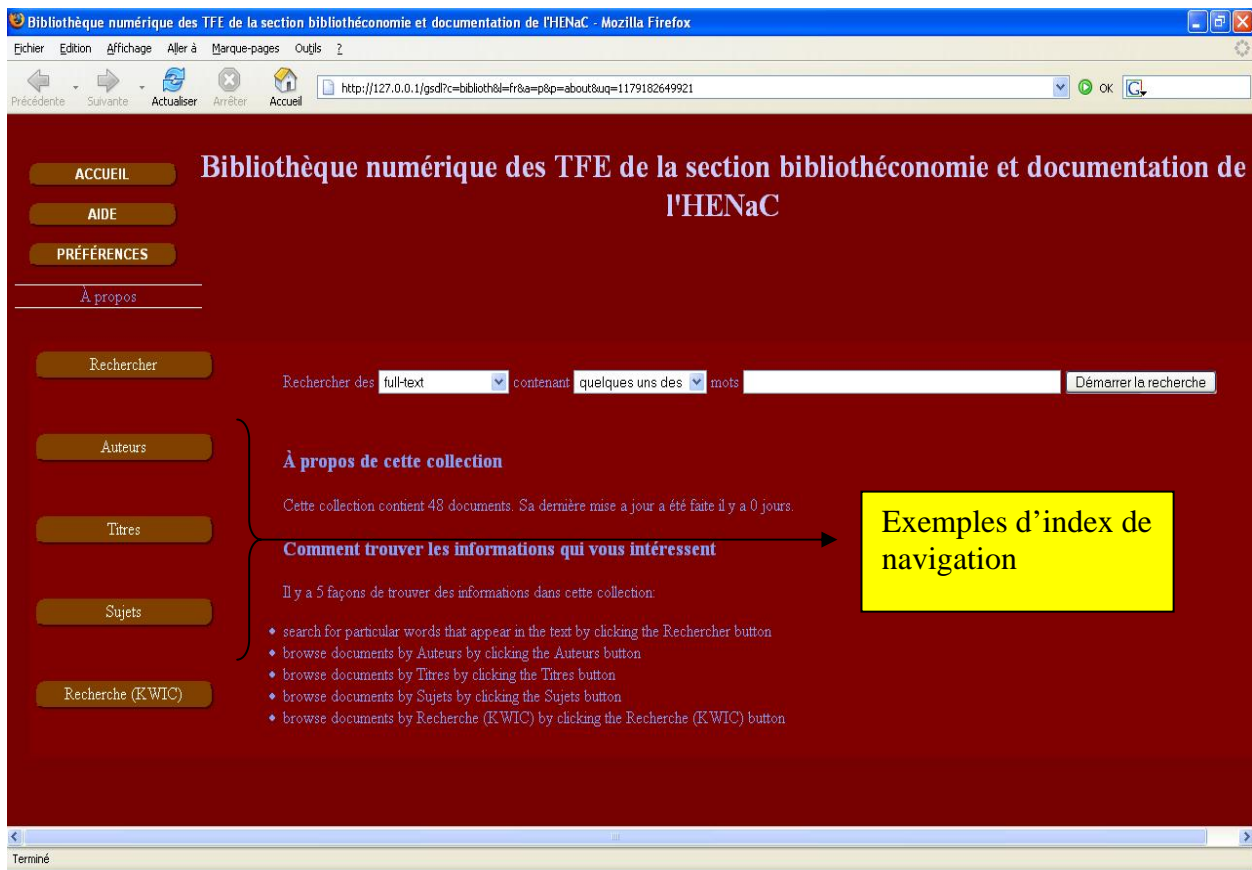 Bibliothèque numérique des TFE de la section bibliothéconomie et documentation de l'HENaC - Mozilla Firefox
Fichier Edition Affichage Aller à Marque-pages Outils ?
Précédente Suivante Actualiser Arrêter Accueil http://127.0.0.1/gsdl?c=biblioth&l=fr&a=p&p=about&uq=1179182649921 OK G
Bibliothèque numérique des TFE de la section bibliothéconomie et documentation de
l'HENaC
ACCUEIL
AIDE
PRÉFÉRENCES
À propos
Rechercher
Rechercher des full-text contenant quelques uns des mots Démarrer la recherche
Auteurs
À propos de cette collection
Cette collection contient 48 documents. Sa dernière mise a jour a été faite il y a 0 jours.
Titres
Exemples d'index de
navigation
Comment trouver les informations qui vous intéressent
Il y a 5 façons de trouver des informations dans cette collection:
Sujets
search for particular words that appear in the text by clicking the Rechercher button
browse documents by Auteurs by clicking the Auteurs button
browse documents by Titres by clicking the Titres button
browse documents by Sujets by clicking the Sujets button
browse documents by Recherche (KWIC) by clicking the Recherche (KWIC) button
Recherche (KWIC)
Terminé